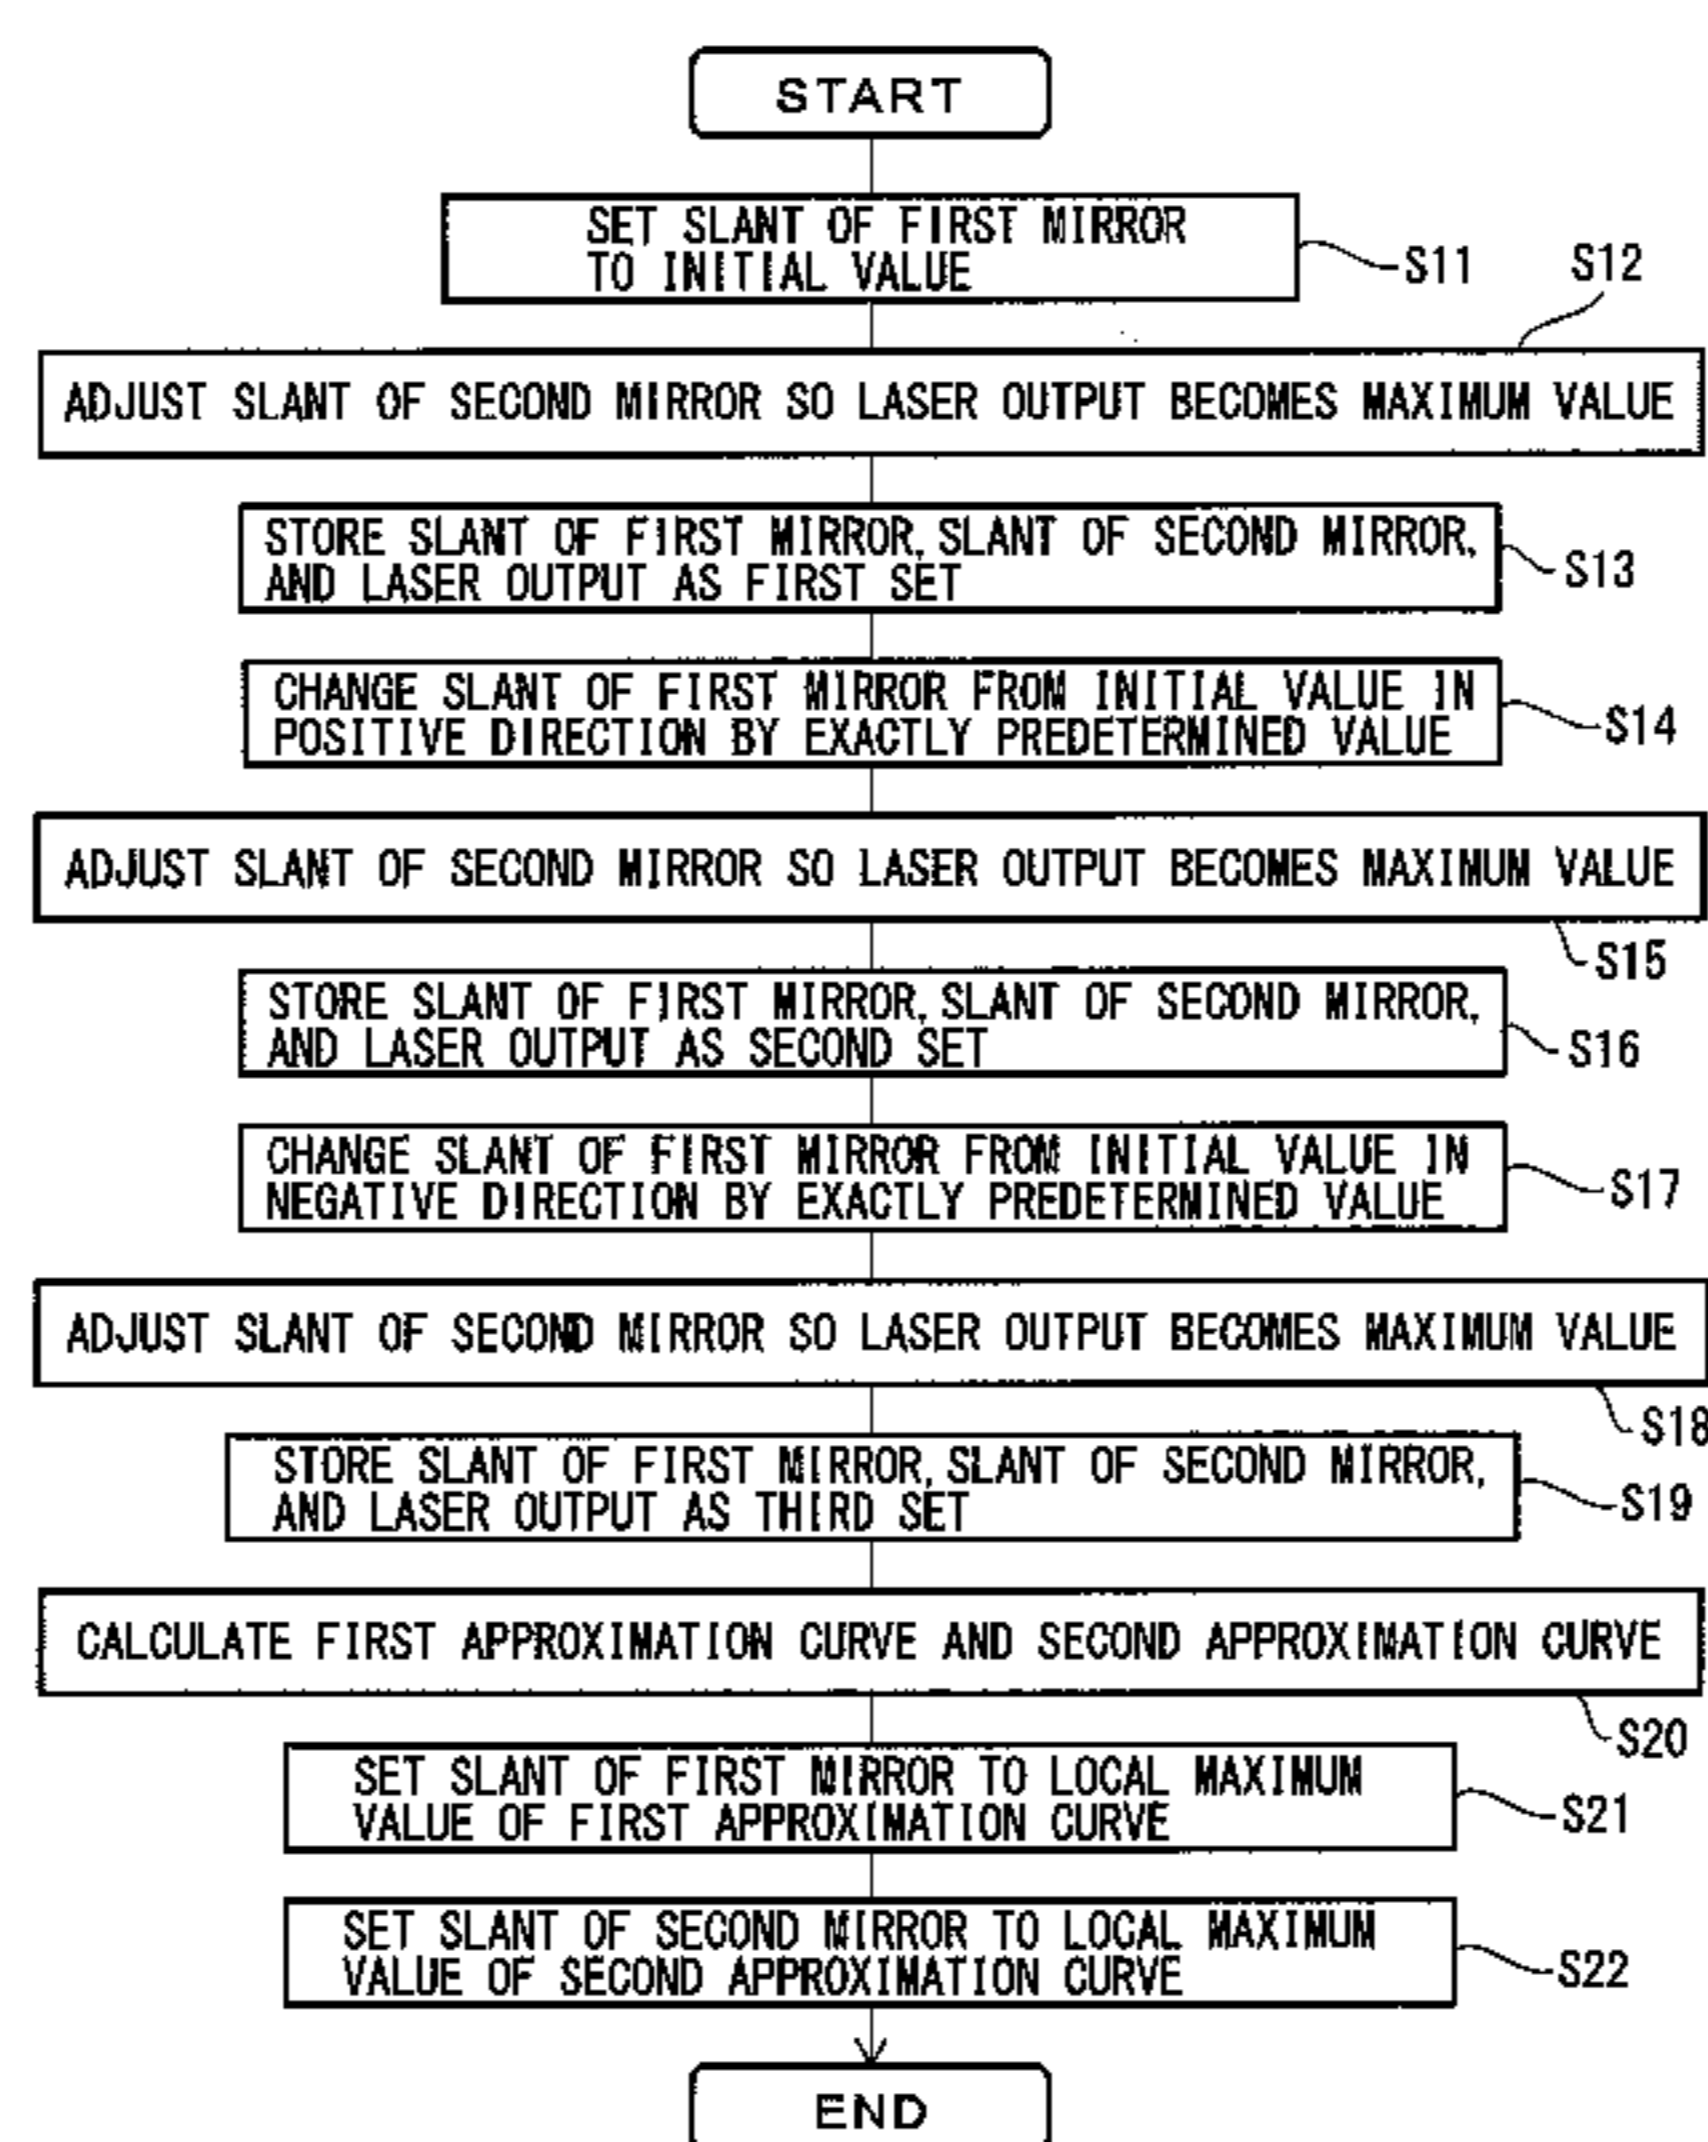 START
SET SLANT OF FIRST MIRROR
TO INITIAL VALUE
S11
S12
ADJUST SLANT OF SECOND MIRROR SO LASER OUTPUT BECOMES MAXIMUM VALUE
STORE SLANT OF FIRST MIRROR, SLANT OF SECOND MIRROR,
AND LASER OUTPUT AS FIRST SET
S13
CHANGE SLANT OF FIRST MIRROR FROM INITIAL VALUE IN
POSITIVE DIRECTION BY EXACTLY PREDETERMINED VALUE
S14
ADJUST SLANT OF SECOND MIRROR SO LASER OUTPUT BECOMES MAXIMUM VALUE
S15
STORE SLANT OF FIRST MIRROR, SLANT OF SECOND MIRROR,
AND LASER OUTPUT AS SECOND SET
S16
CHANGE SLANT OF FIRST MIRROR FROM INITIAL VALUE IN
NEGATIVE DIRECTION BY EXACTLY PREDETERMINED VALUE
S17
ADJUST SLANT OF SECOND MIRROR SO LASER OUTPUT BECOMES MAXIMUM VALUE
S18
STORE SLANT OF FIRST MIRROR, SLANT OF SECOND MIRROR,
AND LASER OUTPUT AS THIRD SET
S19
CALCULATE FIRST APPROXIMATION CURVE AND SECOND APPROXIMATION CURVE
S20
SET SLANT OF FIRST MIRROR TO LOCAL MAXIMUM
VALUE OF FIRST APPROXIMATION CURVE
S21
SET SLANT OF SECOND MIRROR TO LOCAL MAXIMUM
VALUE OF SECOND APPROXIMATION CURVE
S22
END